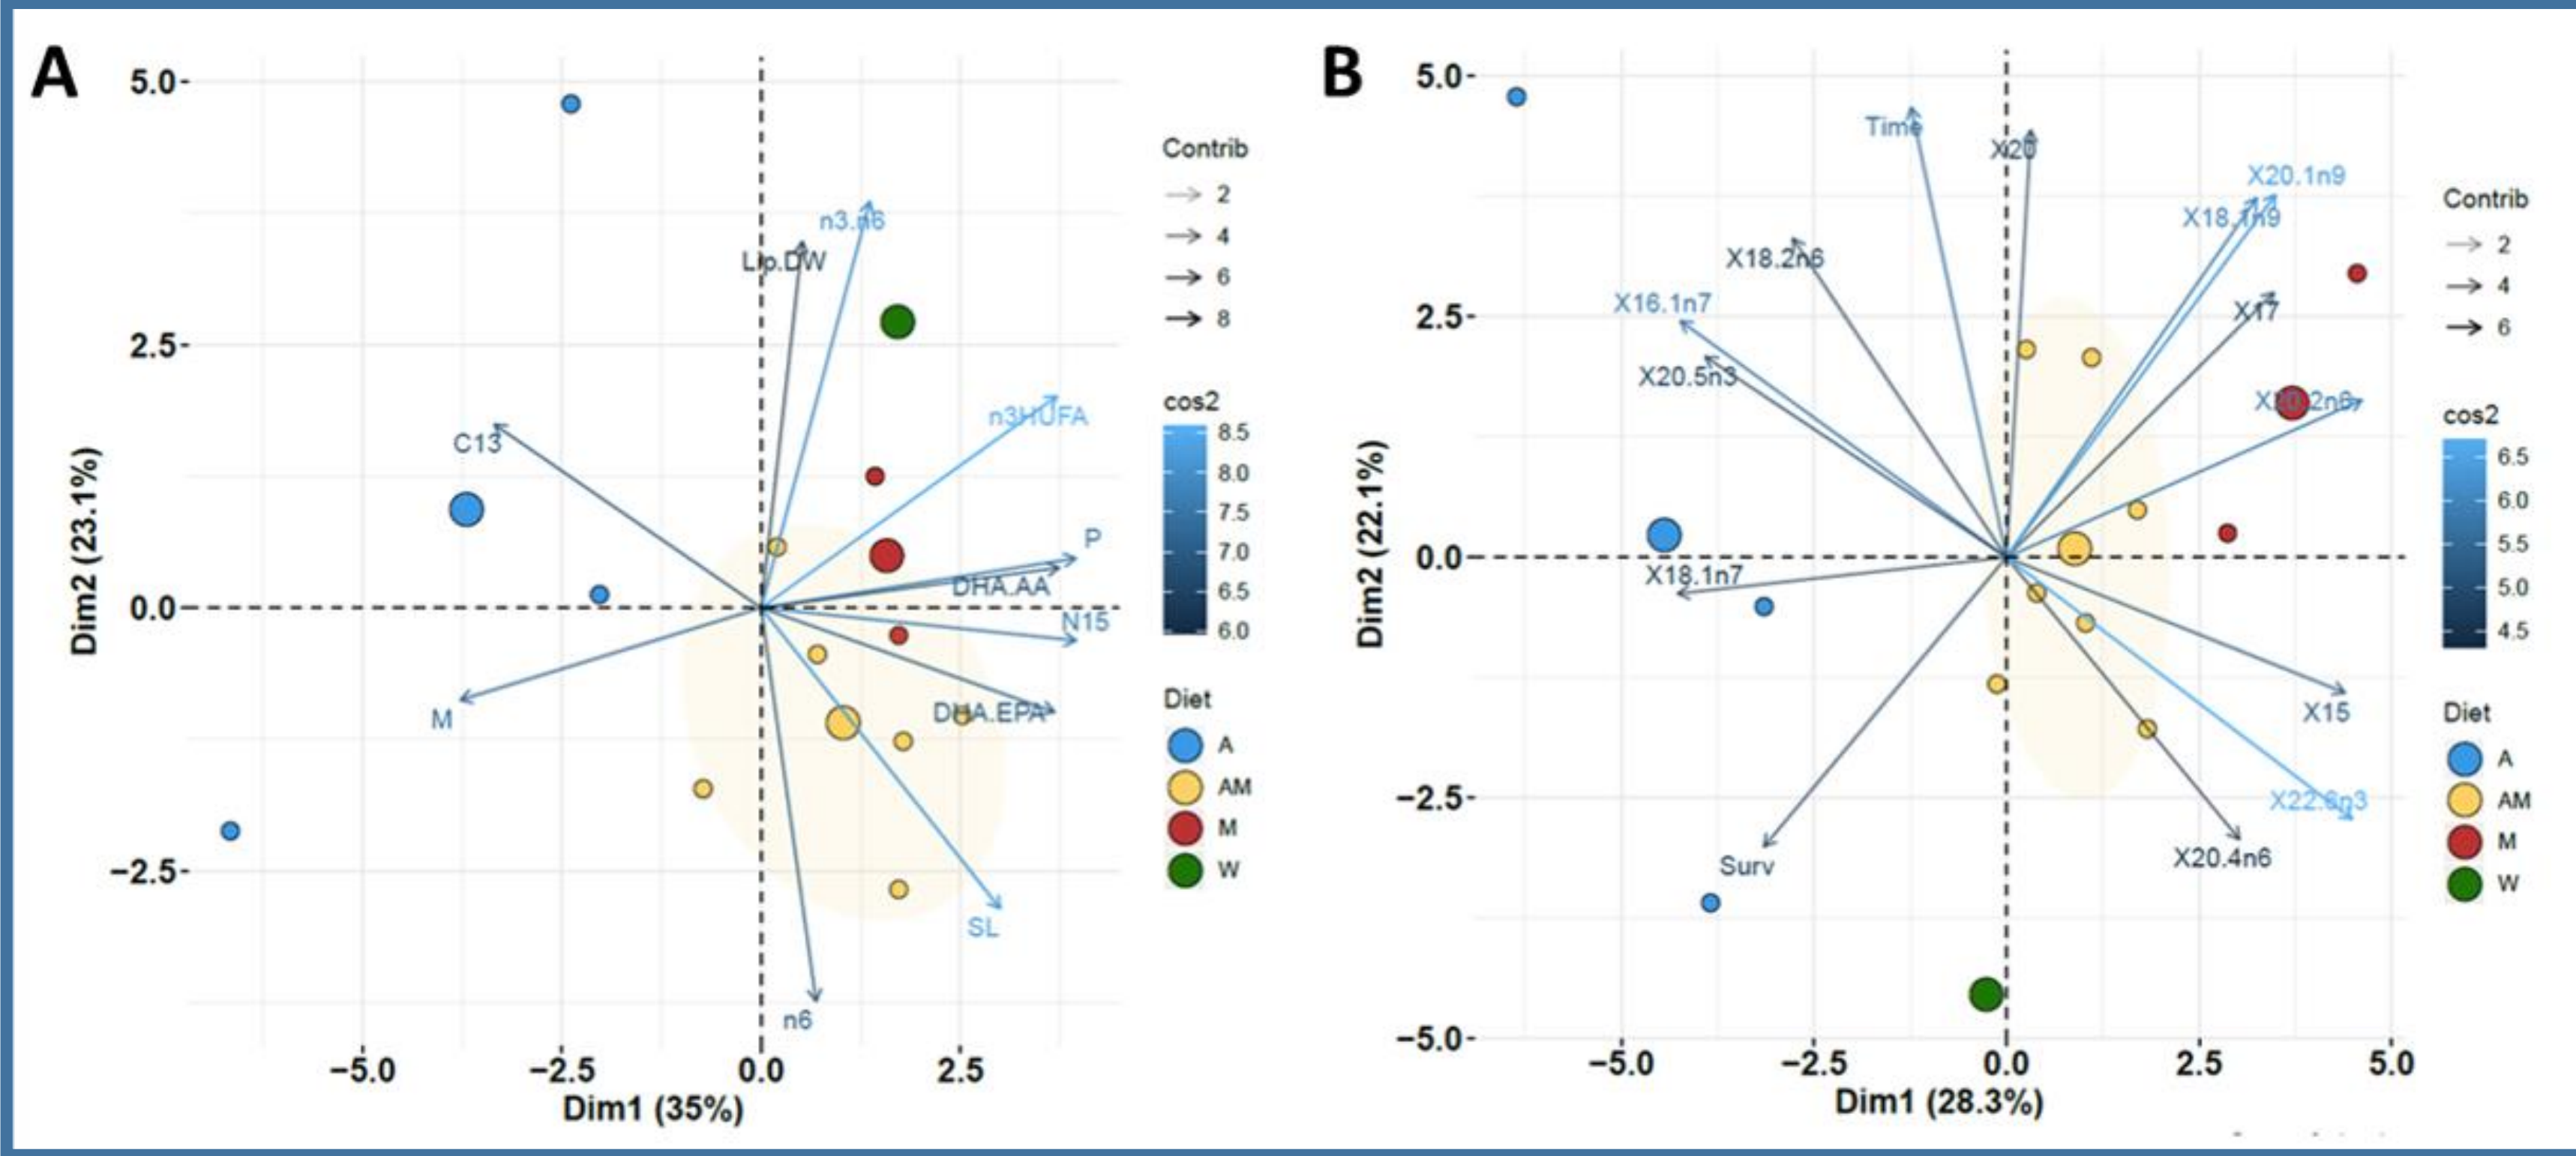 A
5.0
2.5
0.0
−2.5
Dim2 (23.1%)
−5.0
−2.5
0.0
2.5
Dim1 (35%)
n3.n6
Lip.DW
n3HUFA
C13
P
DHA.AA
N15
M
DHA.EPA
SL
n6
Contrib
2
4
6
8
cos2
8.5
8.0
7.5
7.0
6.5
6.0
Diet
A
AM
M
W
B
5.0
2.5
0.0
−2.5
−5.0
Dim2 (22.1%)
−5.0
−2.5
0.0
2.5
5.0
Dim1 (28.3%)
Time
X20
X20.1n9
X18.1n9
X18.2n6
X16.1n7
X17
X20.5n3
X20.2n6
X18.1n7
X15
X22.6n3
X20.4n6
Surv
Contrib
2
4
6
cos2
6.5
6.0
5.5
5.0
4.5
Diet
A
AM
M
W